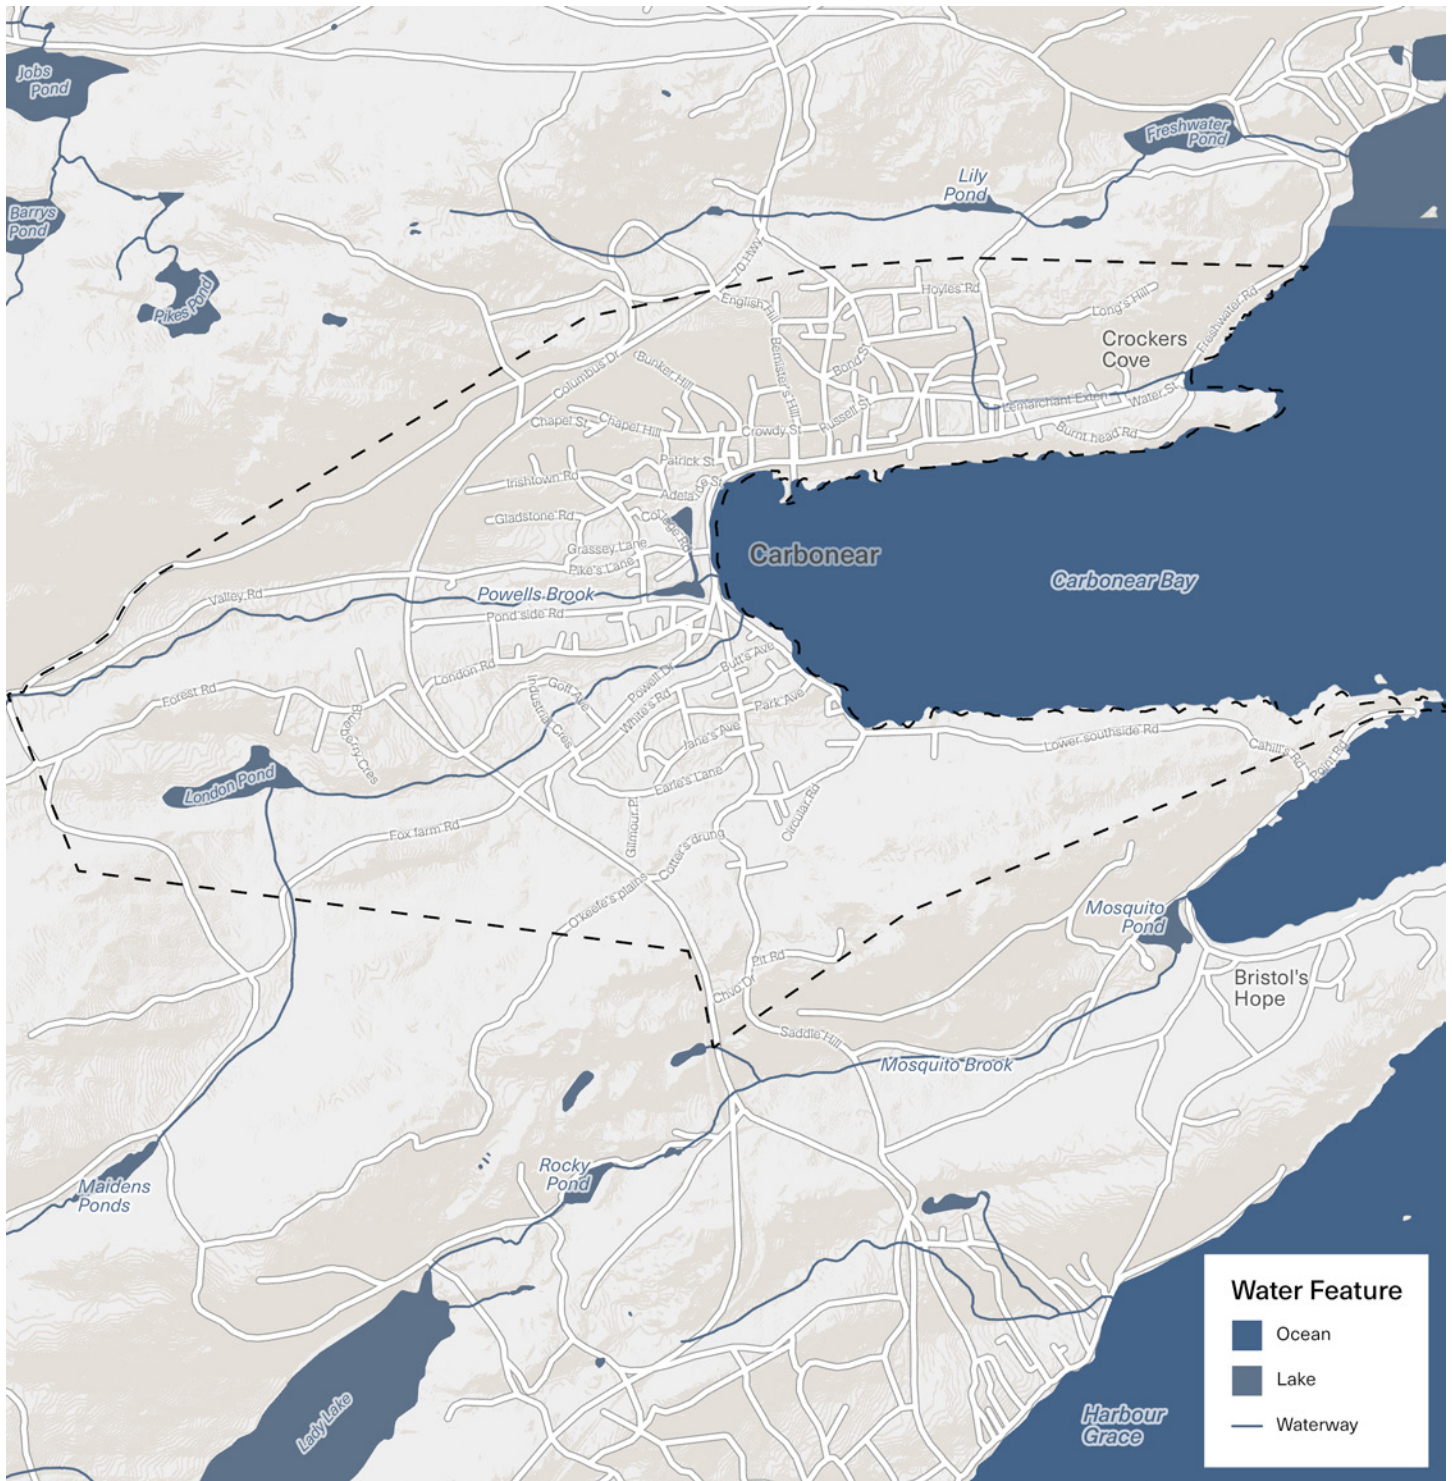 Jobs
Pond
Freshwater
Pond
Lily
Pond
Barrys
Pond
Pikes Pond
70 HWY
English Hill
Hoyles Rd
Long's Hill
Freshwater Rd
Crockers
Cove
Columbus Dr
Bunker Hill
Bemister's Hill
Bond St
Lemarchant Exten
Water St
Chapel St
Chapel Hill
Crowdy St
Russell St
Burnt head Rd
Patrick St
Irishtown Rd
Adelaide St
Gladstone Rd
College Rd
Grassey Lane
Pike's Lane
Carbonear
Carbonear Bay
Valley Rd
Powells Brook
Pond side Rd
London Rd
Butt's Ave
Forest Rd
Goff Ave
Powell Dr
Industrial Cres
White's Rd
Park Ave
Blueberry Cres
Jane's Ave
Lower southside Rd
Cahill's Rd
Point Rd
London Pond
Earle's Lane
Circular Rd
Gilmour Pl
Fox farm Rd
Cotter's drung
O'keefe's plains
Mosquito
Pond
Pit Rd
Bristol's
Hope
Chvo Dr
Saddle Hill
Mosquito Brook
Maidens
Ponds
Rocky
Pond
Lady Lake
Harbour
Grace
Water Feature
Ocean
Lake
Waterway